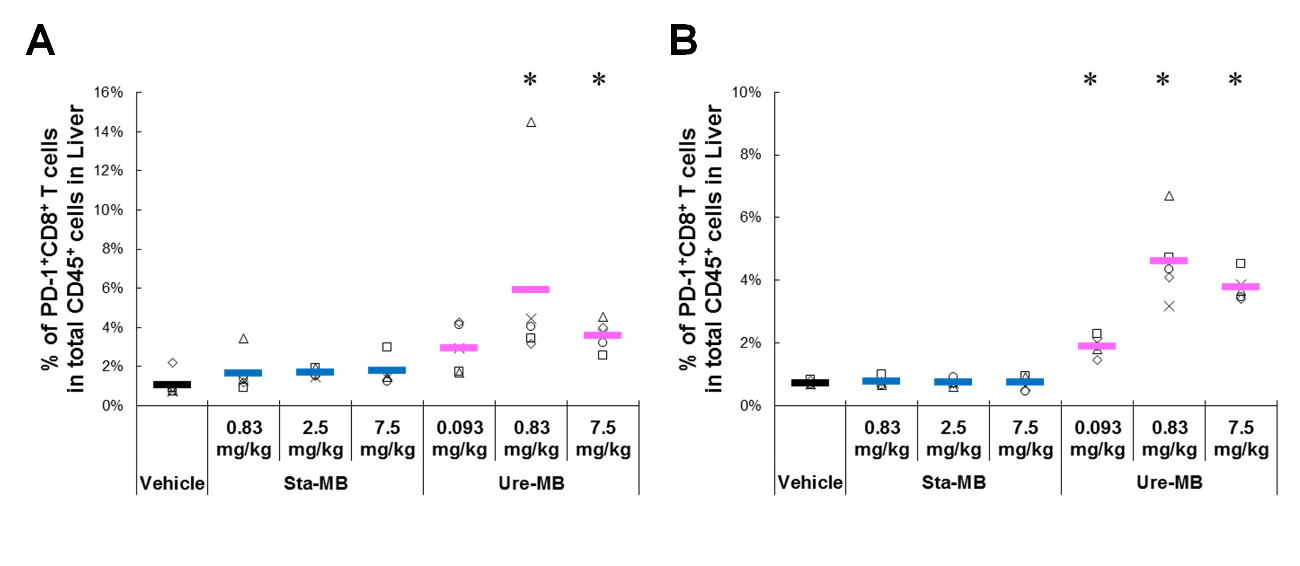 A
% of PD-1⁺CD8⁺ T cells
in total CD45⁺ cells in Liver
16%
14%
12%
10%
8%
6%
4%
2%
0%
* *
0.83 2.5 7.5 0.093 0.83 7.5
mg/kg mg/kg mg/kg mg/kg mg/kg mg/kg
Vehicle Sta-MB Ure-MB
B
% of PD-1⁺CD8⁺ T cells
in total CD45⁺ cells in Liver
10%
8%
6%
4%
2%
0%
* * *
0.83 2.5 7.5 0.093 0.83 7.5
mg/kg mg/kg mg/kg mg/kg mg/kg mg/kg
Vehicle Sta-MB Ure-MB